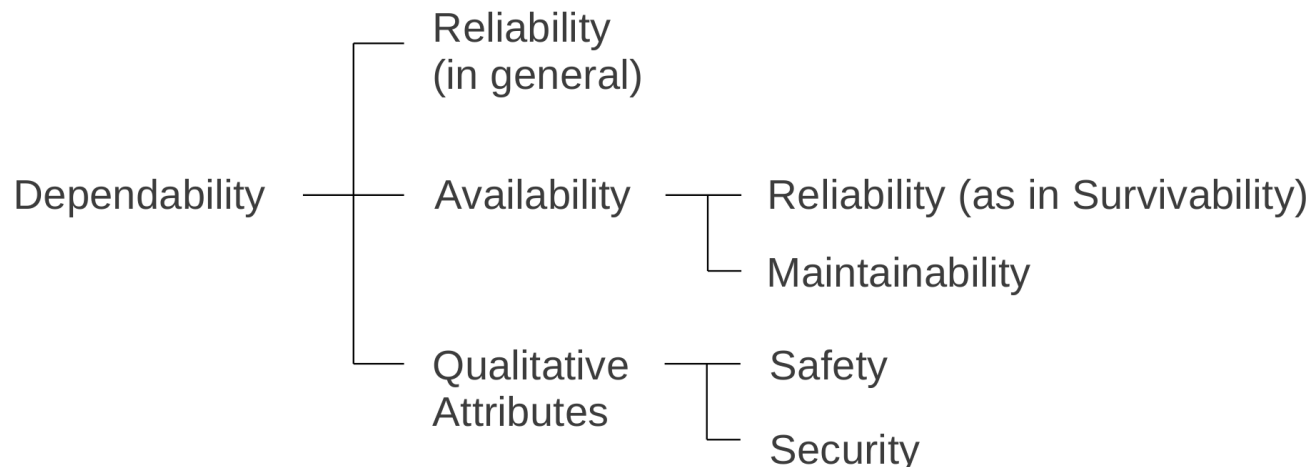 Reliability
(in general)
Dependability
Availability
Reliability (as in Survivability)
Maintainability
Qualitative
Attributes
Safety
Security